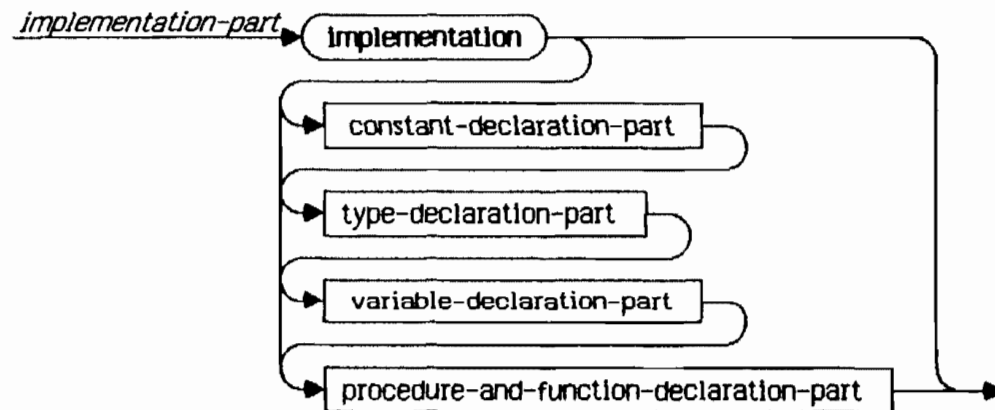 implementation-part
implementation
constant-declaration-part
type-declaration-part
variable-declaration-part
procedure-and-function-declaration-part